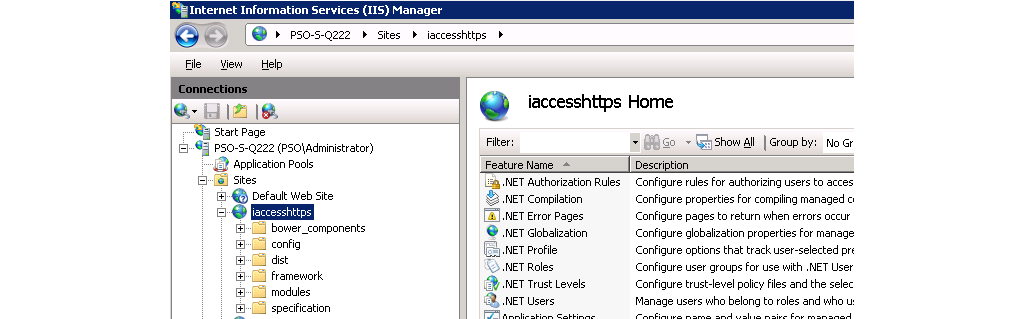 Internet Information Services (IIS) Manager
PSO-S-Q222 Sites iaccesshttps
File View Help
Connections
Start Page
PSO-S-Q222 (PSO\Administrator)
Application Pools
Sites
Default Web Site
iaccesshttps
bower_components
config
dist
framework
modules
specification
iaccesshttps Home
Filter: Go Show All Group by: No Gr
Feature Name Description
.NET Authorization Rules Configure rules for authorizing users to acces
.NET Compilation Configure properties for compiling managed c
.NET Error Pages Configure pages to return when errors occur
.NET Globalization Configure globalization properties for manage
.NET Profile Configure options that track user-selected pre
.NET Roles Configure user groups for use with .NET User
.NET Trust Levels Configure trust-level policy files and the selec
.NET Users Manage users who belong to roles and who u
Application Settings Configure name and value pairs for managed